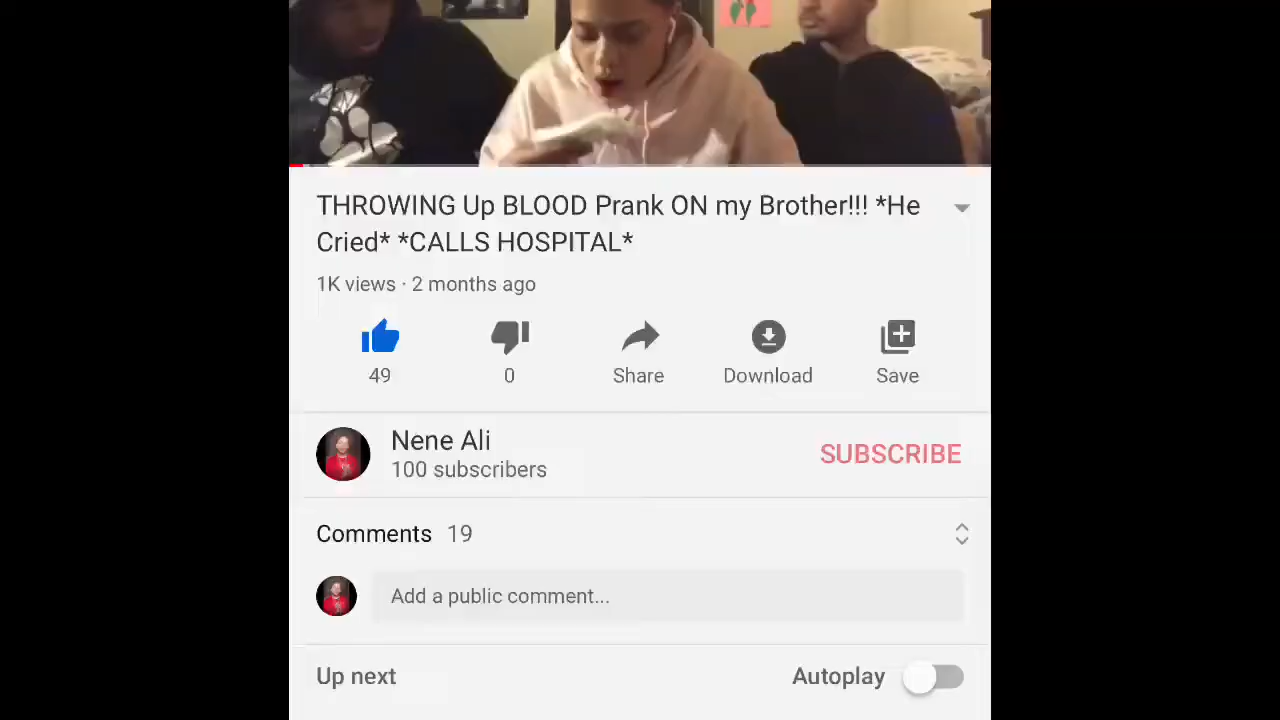 THROWING Up BLOOD Prank ON my Brother!!! *He
Cried* *CALLS HOSPITAL*
1K views · 2 months ago
49
0
Share
Download
Save
Nene Ali
100 subscribers
SUBSCRIBE
Comments 19
Add a public comment...
Up next
Autoplay